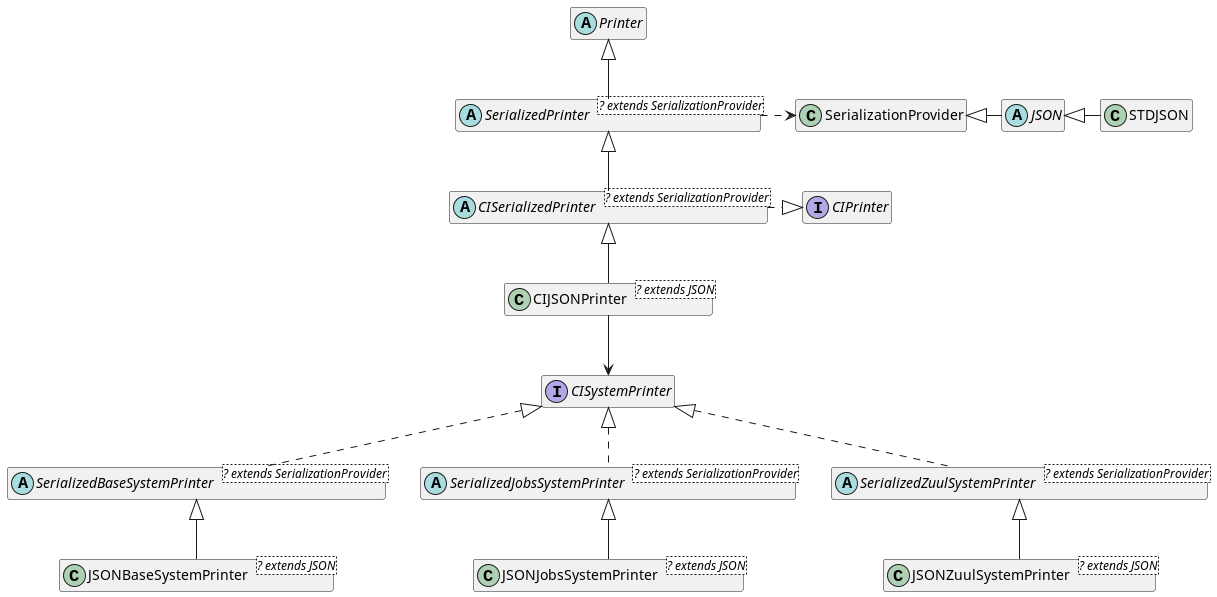 A Printer
A SerializedPrinter ? extends SerializationProvider
C SerializationProvider
A JSON
C STDJSON
A CISerializedPrinter ? extends SerializationProvider
I CIPrinter
C CIJSONPrinter ? extends JSON
I CISystemPrinter
A SerializedBaseSystemPrinter ? extends SerializationProvider
A SerializedJobsSystemPrinter ? extends SerializationProvider
A SerializedZuulSystemPrinter ? extends SerializationProvider
C JSONBaseSystemPrinter ? extends JSON
C JSONJobsSystemPrinter ? extends JSON
C JSONZuulSystemPrinter ? extends JSON